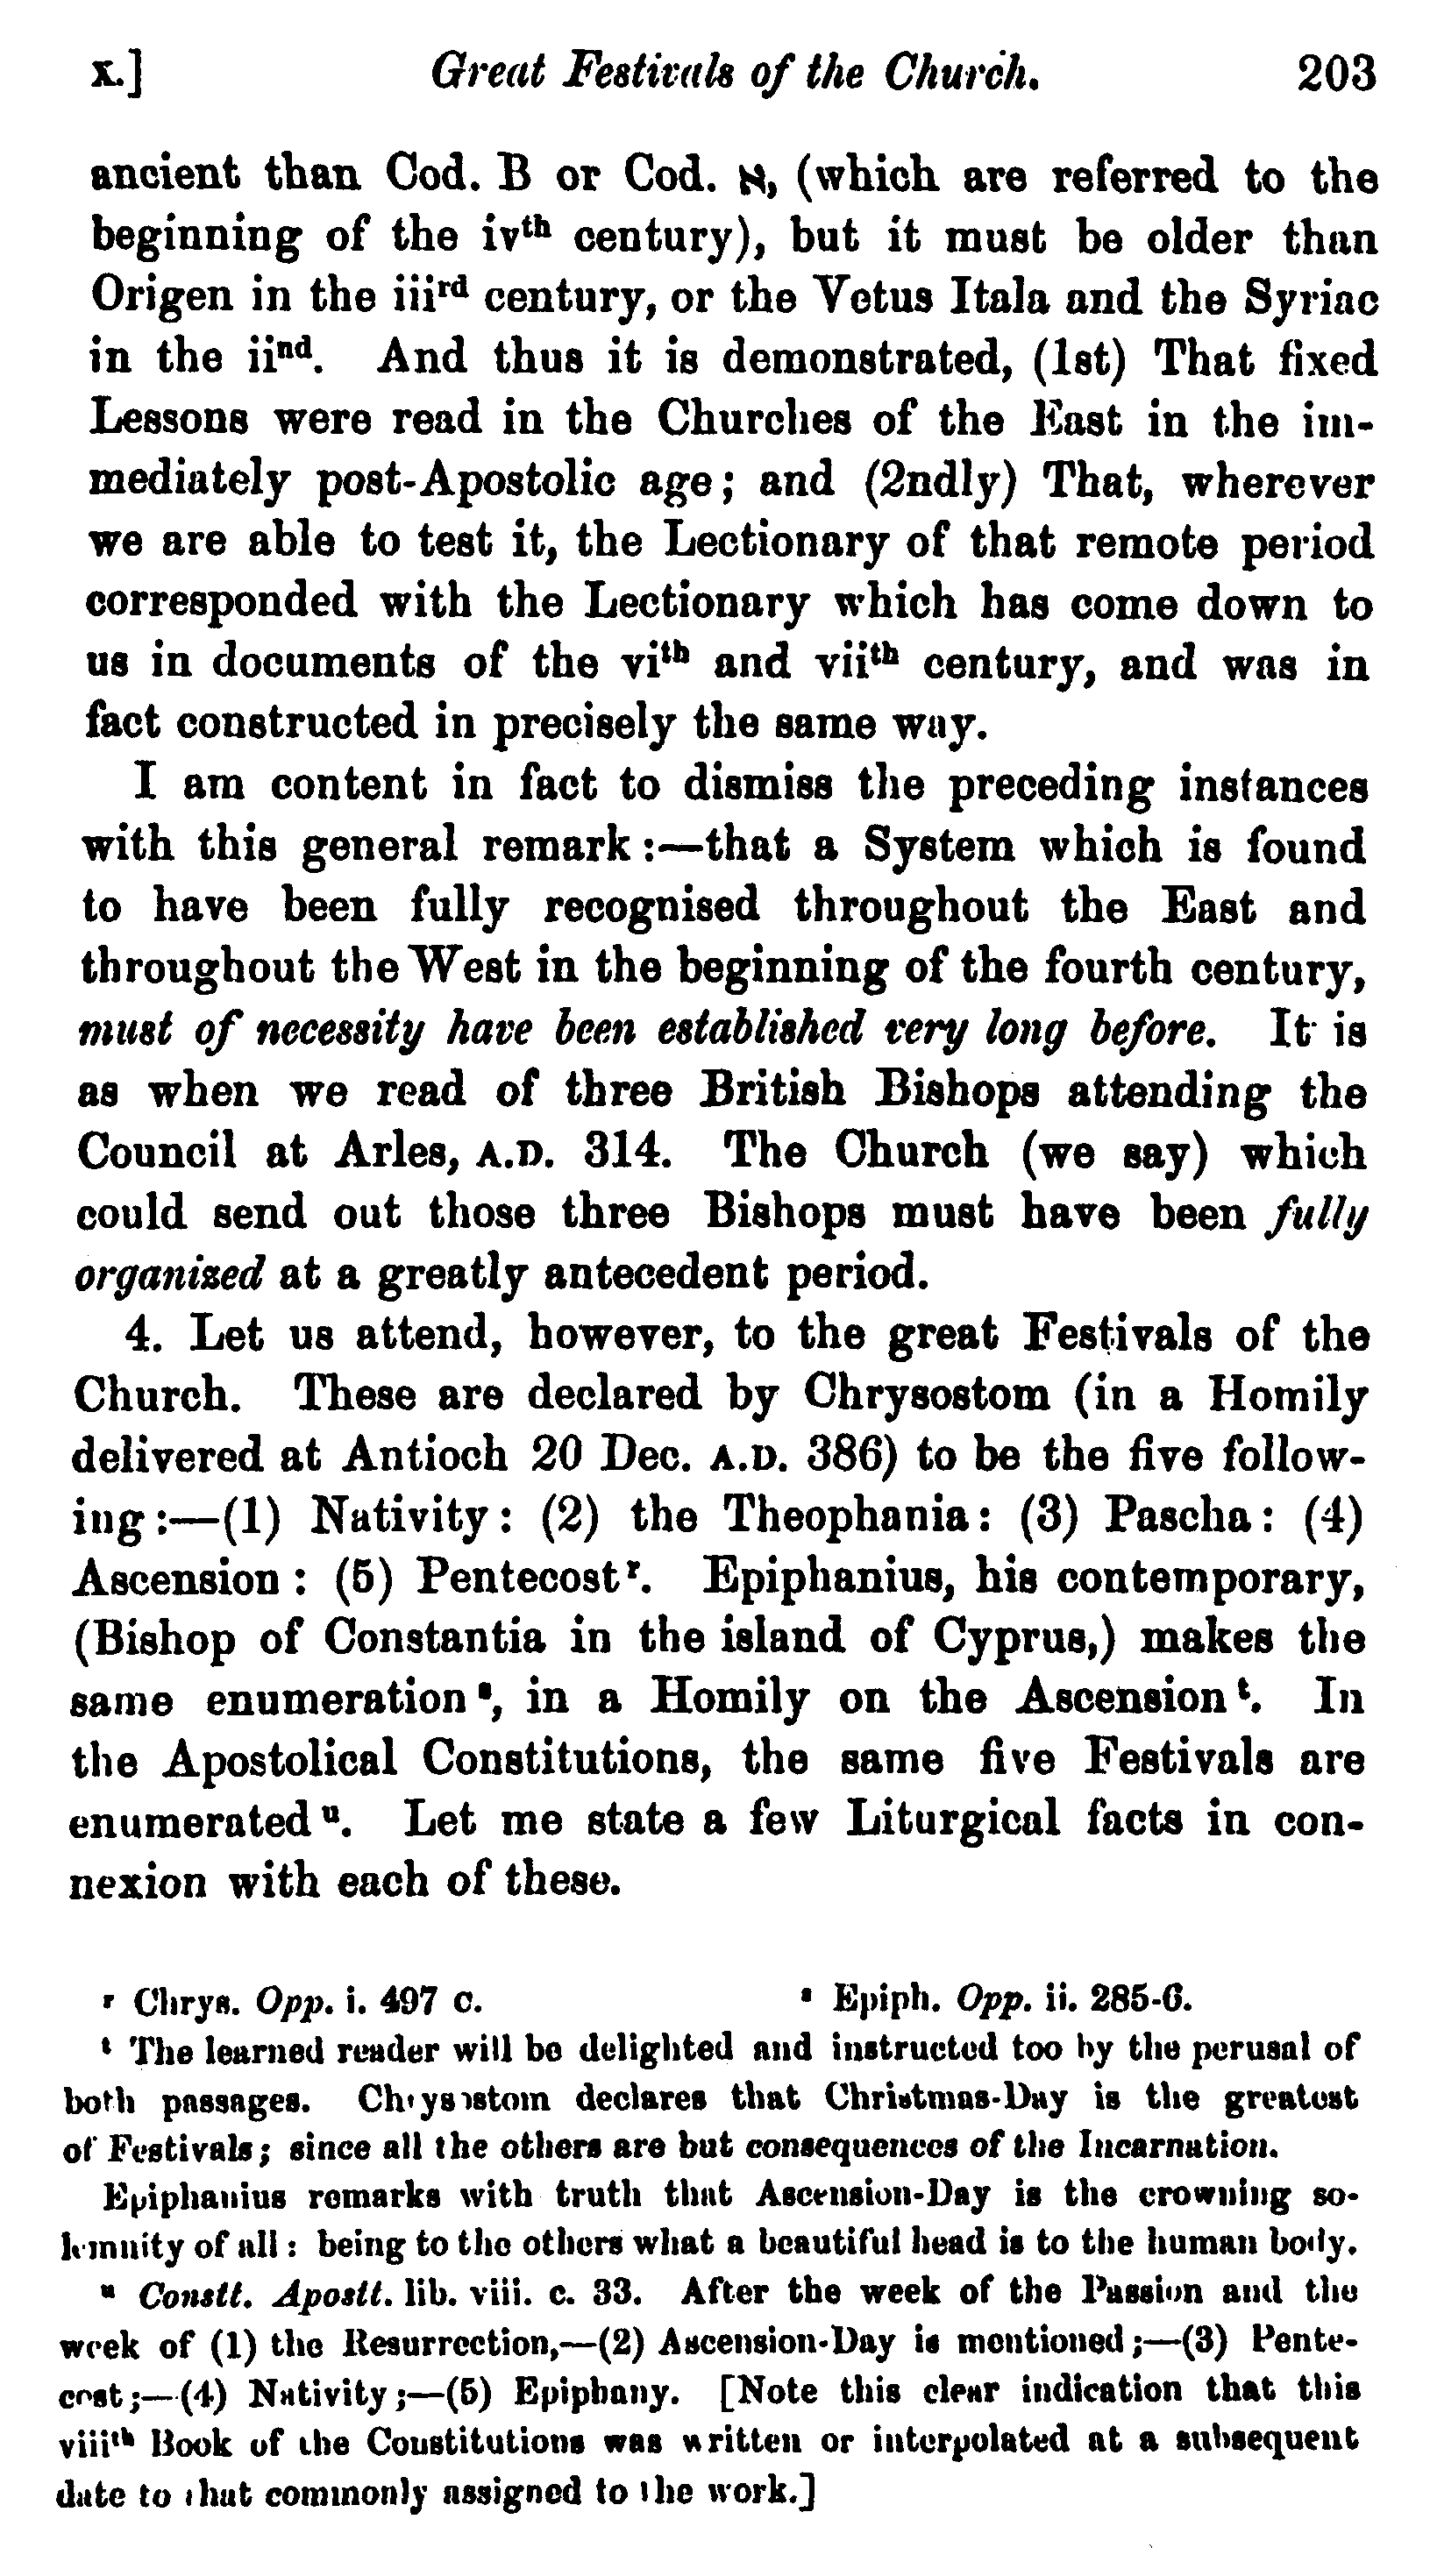 x.] Great Festivals of the Church. 203
ancient than Cod. B or Cod. א, (which are referred to the
beginning of the ivth century), but it must be older than
Origen in the iiird century, or the Vetus Itala and the Syriac
in the iind. And thus it is demonstrated, (1st) That fixed
Lessons were read in the Churches of the East in the im-
mediately post-Apostolic age; and (2ndly) That, wherever
we are able to test it, the Lectionary of that remote period
corresponded with the Lectionary which has come down to
us in documents of the vith and viith century, and was in
fact constructed in precisely the same way.
I am content in fact to dismiss the preceding instances
with this general remark:—that a System which is found
to have been fully recognised throughout the East and
throughout the West in the beginning of the fourth century,
must of necessity have been established very long before. It is
as when we read of three British Bishops attending the
Council at Arles, A.D. 314. The Church (we say) which
could send out those three Bishops must have been fully
organized at a greatly antecedent period.
4. Let us attend, however, to the great Festivals of the
Church. These are declared by Chrysostom (in a Homily
delivered at Antioch 20 Dec. A.D. 386) to be the five follow-
ing:—(1) Nativity: (2) the Theophania: (3) Pascha: (4)
Ascension: (5) Pentecost r. Epiphanius, his contemporary,
(Bishop of Constantia in the island of Cyprus,) makes the
same enumeration s, in a Homily on the Ascension t. In
the Apostolical Constitutions, the same five Festivals are
enumerated u. Let me state a few Liturgical facts in con-
nexion with each of these.
r Chrys. Opp. i. 497 c. s Epiph. Opp. ii. 285-6.
t The learned reader will be delighted and instructed too by the perusal of
both passages. Chrysostom declares that Christmas-Day is the greatest
of Festivals; since all the others are but consequences of the Incarnation.
Epiphanius remarks with truth that Ascension-Day is the crowning so-
lemnity of all: being to the others what a beautiful head is to the human body.
u Constt. Apostt. lib. viii. c. 33. After the week of the Passion and the
week of (1) the Resurrection,—(2) Ascension-Day is mentioned;—(3) Pente-
cost;—(4) Nativity;—(5) Epiphany. [Note this clear indication that this
viiith Book of the Constitutions was written or interpolated at a subsequent
date to that commonly assigned to the work.]